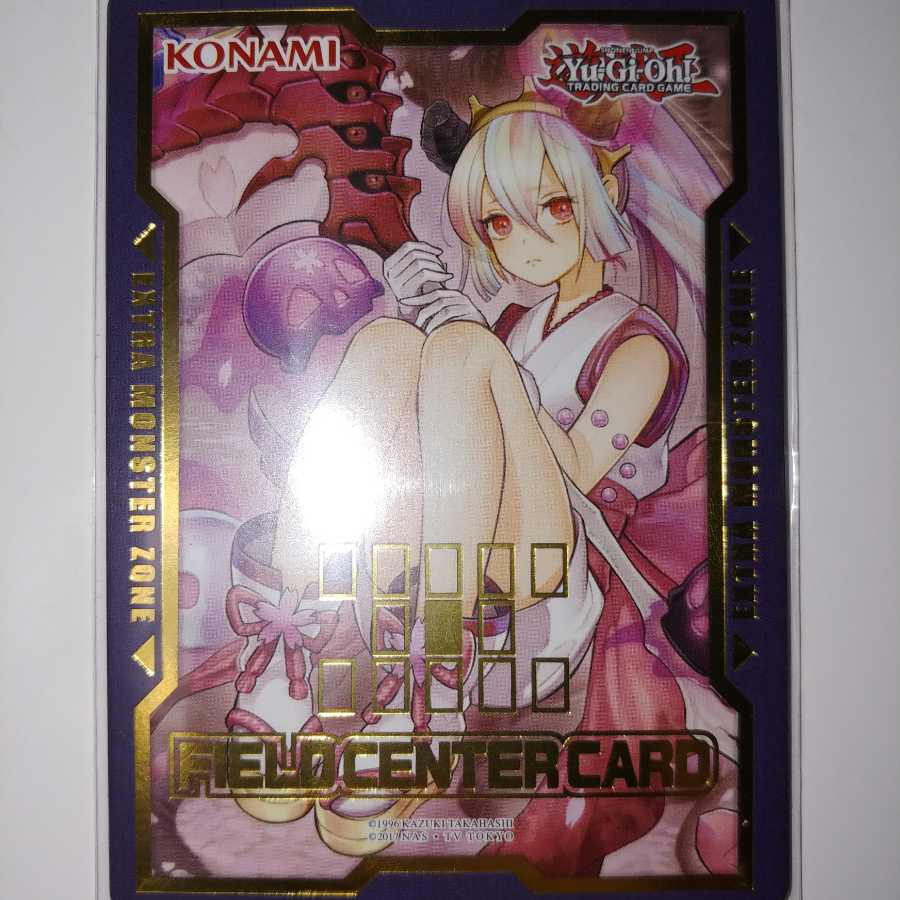 KONAMI
SHONEN JUMP
Yu-Gi-Oh!
TRADING CARD GAME
EXTRA MONSTER ZONE
EXTRA MONSTER ZONE
FIELD CENTER CARD
©1996 KAZUKI TAKAHASHI
©2017 NAS・TV TOKYO